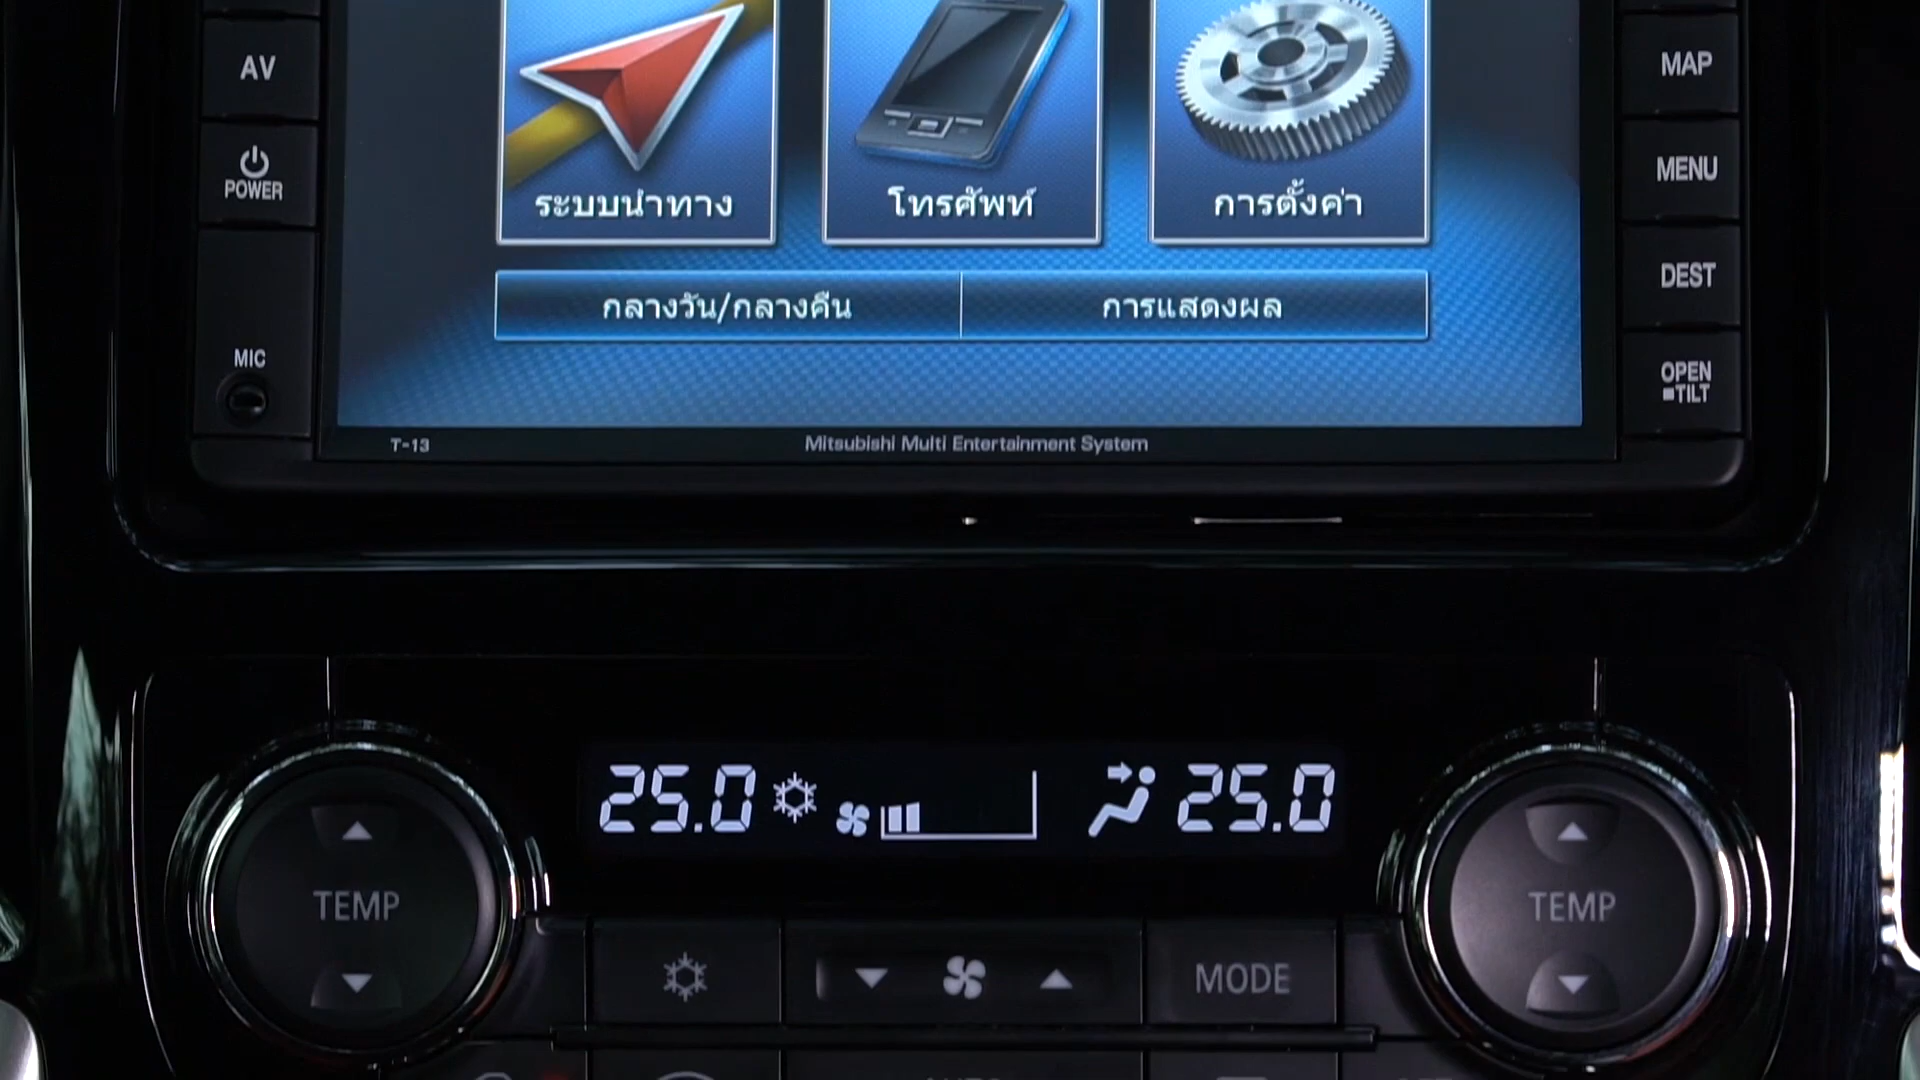 AV
MAP
POWER
MENU
ระบบนำทาง
โทรศัพท์
การตั้งค่า
DEST
กลางวัน/กลางคืน
การแสดงผล
MIC
OPEN
TILT
T-13
Mitsubishi Multi Entertainment System
25.0
25.0
TEMP
TEMP
MODE